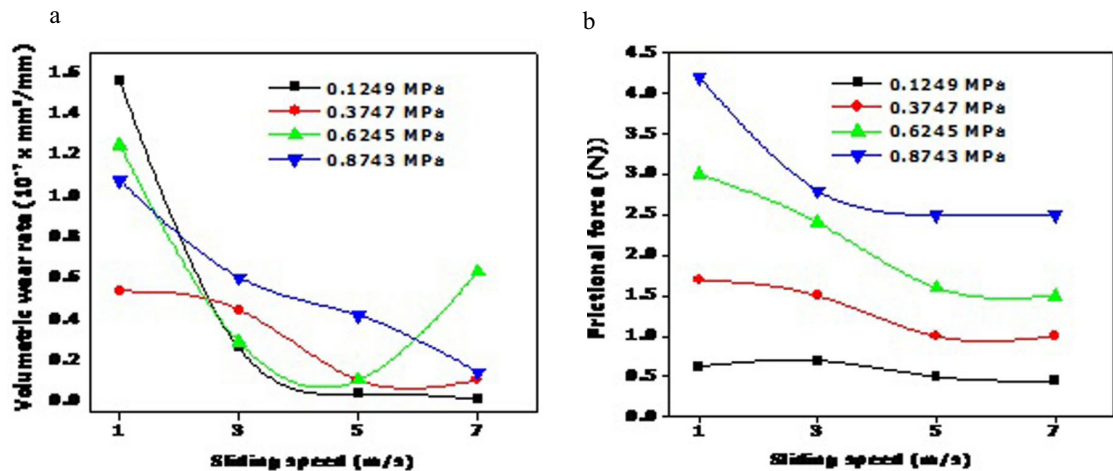 a
Volumetric wear rate (10⁻⁷ x mm³/mm)
1.6
1.4
1.2
1.0
0.8
0.6
0.4
0.2
0.0
0.1249 MPa
0.3747 MPa
0.6245 MPa
0.8743 MPa
1 3 5 7
Sliding speed (m/s)
b
Frictional force (N))
4.5
4.0
3.5
3.0
2.5
2.0
1.5
1.0
0.5
0.0
0.1249 MPa
0.3747 MPa
0.6245 MPa
0.8743 MPa
1 3 5 7
Sliding speed (m/s)